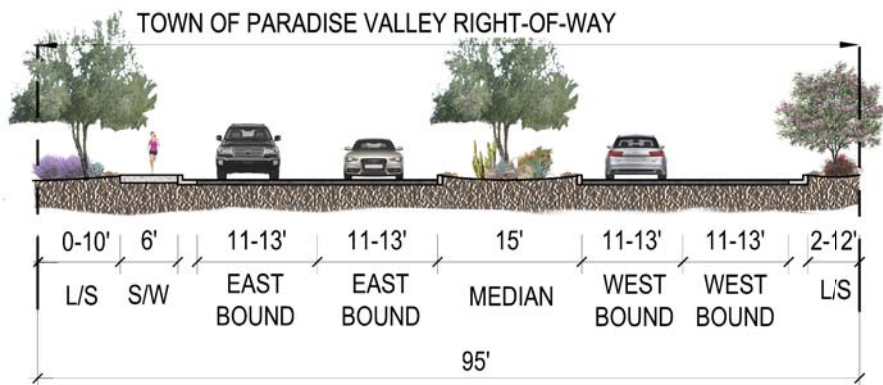 TOWN OF PARADISE VALLEY RIGHT-OF-WAY
0-10' 6' 11-13' 11-13' 15' 11-13' 11-13' 2-12'
L/S S/W EAST BOUND EAST BOUND MEDIAN WEST BOUND WEST BOUND L/S
95'